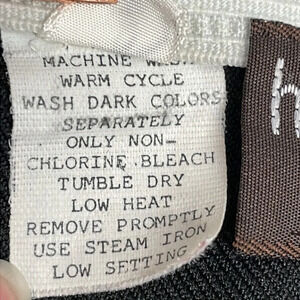 MACHINE WASH
WARM CYCLE
WASH DARK COLORS
SEPARATELY
ONLY NON-
CHLORINE BLEACH
TUMBLE DRY
LOW HEAT
REMOVE PROMPTLY
USE STEAM IRON
LOW SETTING
h